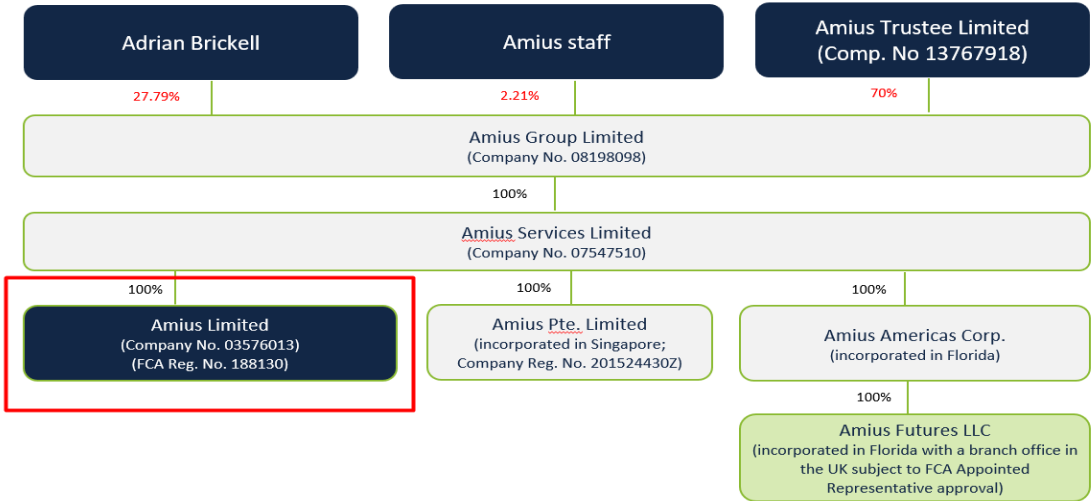 Adrian Brickell
Amius staff
Amius Trustee Limited
(Comp. No 13767918)
27.79%
2.21%
70%
Amius Group Limited
(Company No. 08198098)
100%
Amius Services Limited
(Company No. 07547510)
100%
100%
100%
Amius Limited
(Company No. 03576013)
(FCA Reg. No. 188130)
Amius Pte. Limited
(incorporated in Singapore;
Company Reg. No. 201524430Z)
Amius Americas Corp.
(incorporated in Florida)
100%
Amius Futures LLC
(incorporated in Florida with a branch office in
the UK subject to FCA Appointed
Representative approval)